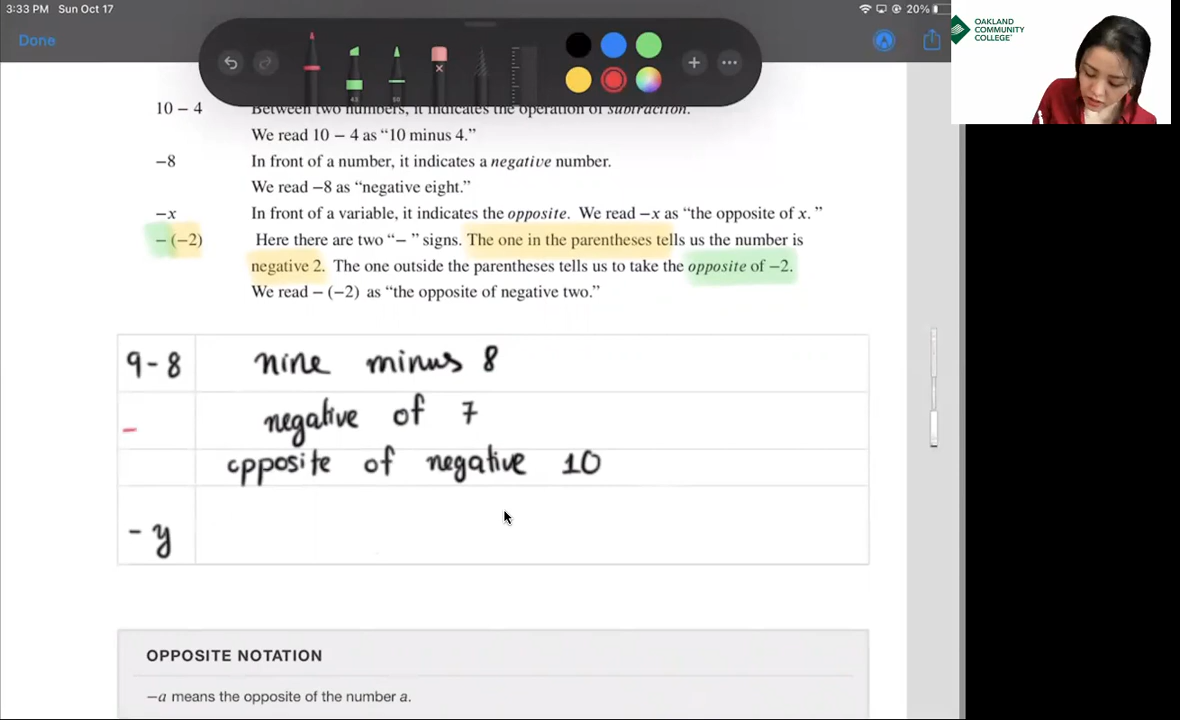 3:33 PM Sun Oct 17
20%
Done
OAKLAND
COMMUNITY
COLLEGE
43
50
10 – 4 Between two numbers, it indicates the operation of subtraction.
We read 10 – 4 as “10 minus 4.”
–8 In front of a number, it indicates a negative number.
We read –8 as “negative eight.”
–x In front of a variable, it indicates the opposite. We read –x as “the opposite of x. ”
– (–2) Here there are two “– ” signs. The one in the parentheses tells us the number is
negative 2. The one outside the parentheses tells us to take the opposite of –2.
We read – (–2) as “the opposite of negative two.”
9 - 8 nine minus 8
- negative of 7
opposite of negative 10
- y
OPPOSITE NOTATION
–a means the opposite of the number a.